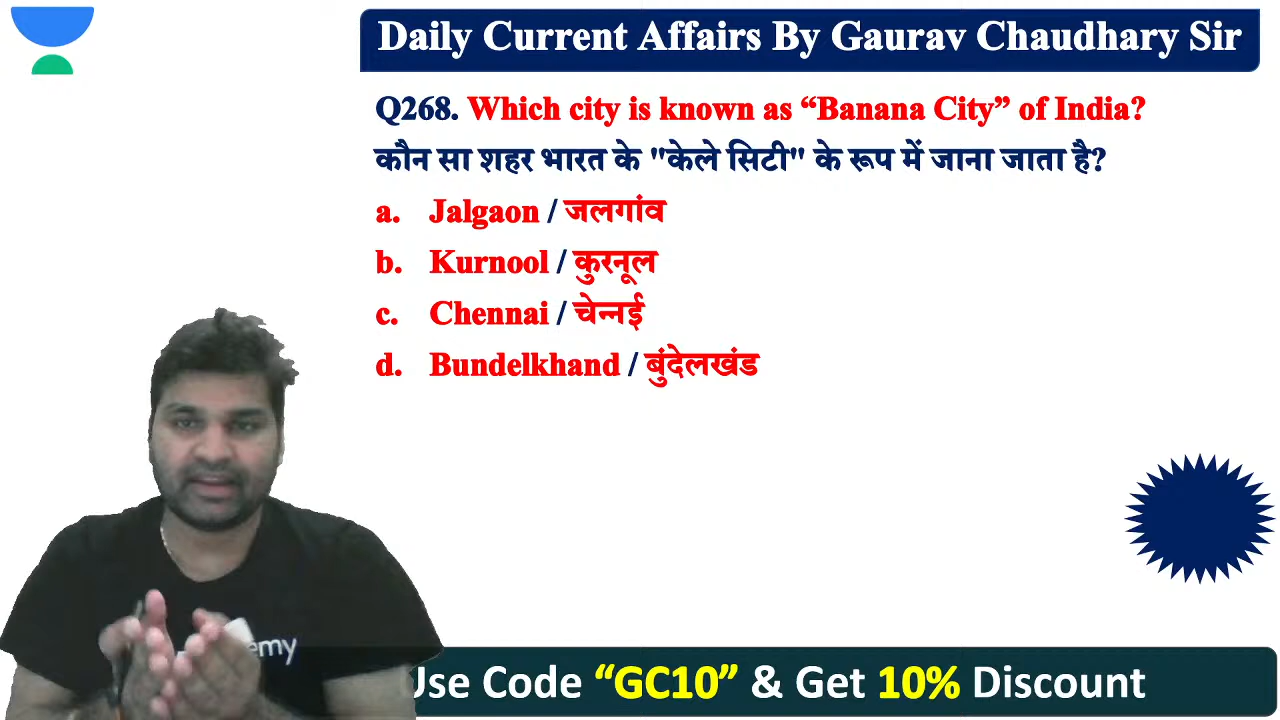 Daily Current Affairs By Gaurav Chaudhary Sir
Q268. Which city is known as “Banana City” of India?
कौन सा शहर भारत के "केले सिटी" के रूप में जाना जाता है?
a. Jalgaon / जलगांव
b. Kurnool / कुरनूल
c. Chennai / चेन्नई
d. Bundelkhand / बुंदेलखंड
Use Code “GC10” & Get 10% Discount